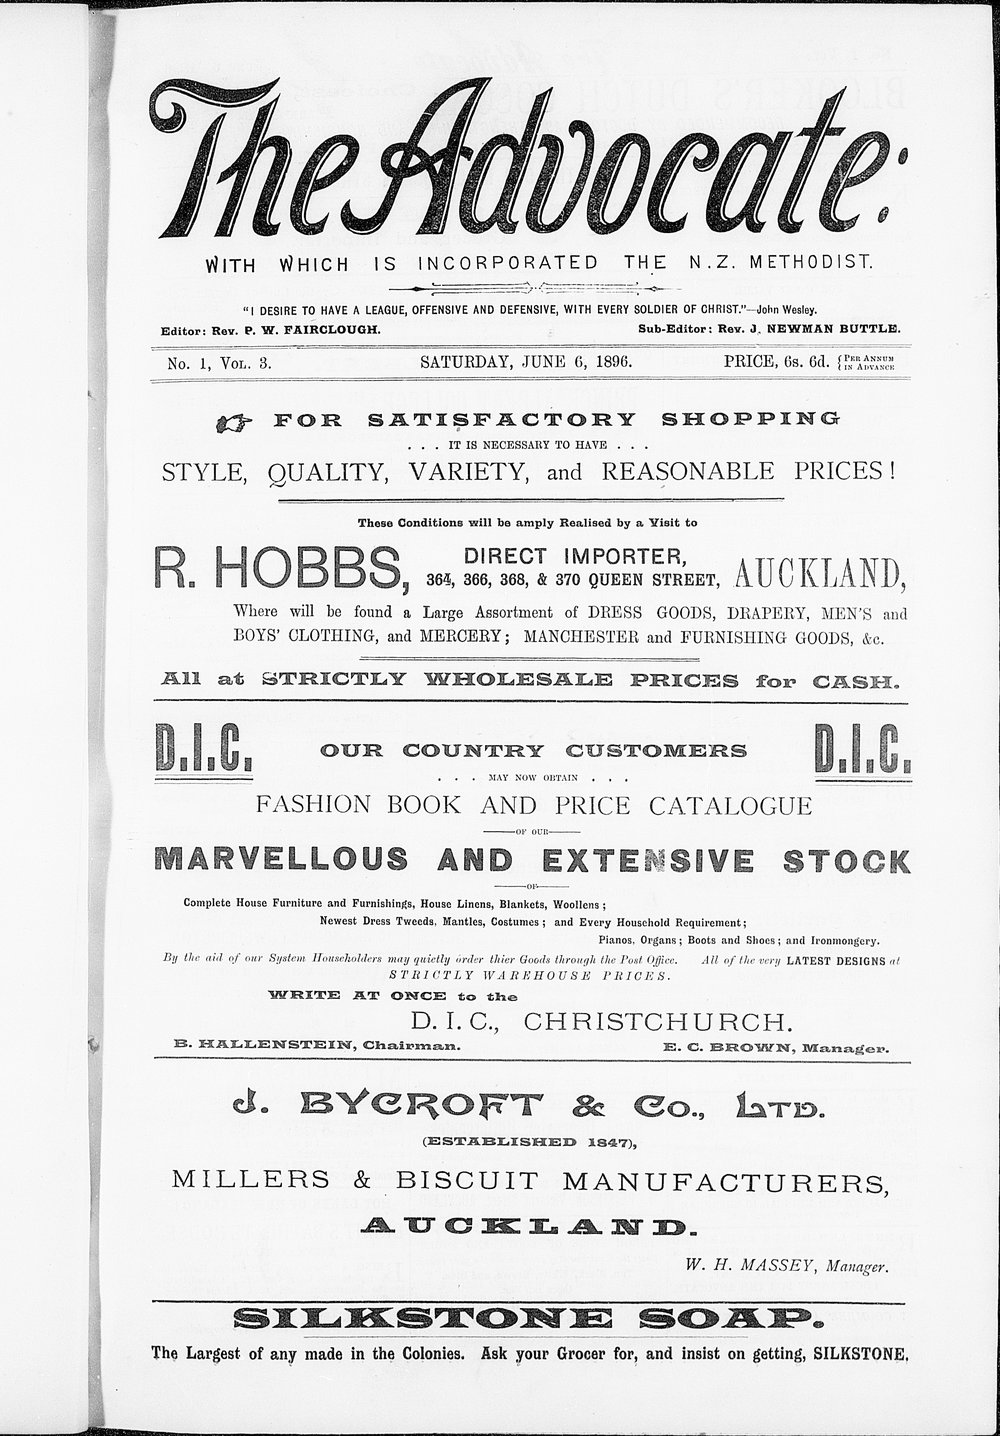 The Advocate:
WITH WHICH IS INCORPORATED THE N.Z. METHODIST.
"I DESIRE TO HAVE A LEAGUE, OFFENSIVE AND DEFENSIVE, WITH EVERY SOLDIER OF CHRIST."—John Wesley.
Editor: Rev. P. W. FAIRCLOUGH. Sub-Editor: Rev. J. NEWMAN BUTTLE.
No. 1, VOL. 3. SATURDAY, JUNE 6, 1896. PRICE, 6s. 6d. {PER ANNUM
IN ADVANCE
☞ FOR SATISFACTORY SHOPPING
. . . IT IS NECESSARY TO HAVE . . .
STYLE, QUALITY, VARIETY, and REASONABLE PRICES!
These Conditions will be amply Realised by a Visit to
R. HOBBS, DIRECT IMPORTER, AUCKLAND,
364, 366, 368, & 370 QUEEN STREET,
Where will be found a Large Assortment of DRESS GOODS, DRAPERY, MEN'S and
BOYS' CLOTHING, and MERCERY; MANCHESTER and FURNISHING GOODS, &c.
All at STRICTLY WHOLESALE PRICES for CASH.
D.I.C. OUR COUNTRY CUSTOMERS D.I.C.
. . . MAY NOW OBTAIN . . .
FASHION BOOK AND PRICE CATALOGUE
——OF OUR——
MARVELLOUS AND EXTENSIVE STOCK
——OF——
Complete House Furniture and Furnishings, House Linens, Blankets, Woollens;
Newest Dress Tweeds, Mantles, Costumes; and Every Household Requirement;
Pianos, Organs; Boots and Shoes; and Ironmongery.
By the aid of our System Householders may quietly order thier Goods through the Post Office. All of the very LATEST DESIGNS at
STRICTLY WAREHOUSE PRICES.
WRITE AT ONCE to the
D. I. C., CHRISTCHURCH.
B. HALLENSTEIN, Chairman. E. C. BROWN, Manager.
J. BYCROFT & Co., LTD.
(ESTABLISHED 1847),
MILLERS & BISCUIT MANUFACTURERS,
AUCKLAND.
W. H. MASSEY, Manager.
SILKSTONE SOAP.
The Largest of any made in the Colonies. Ask your Grocer for, and insist on getting, SILKSTONE.